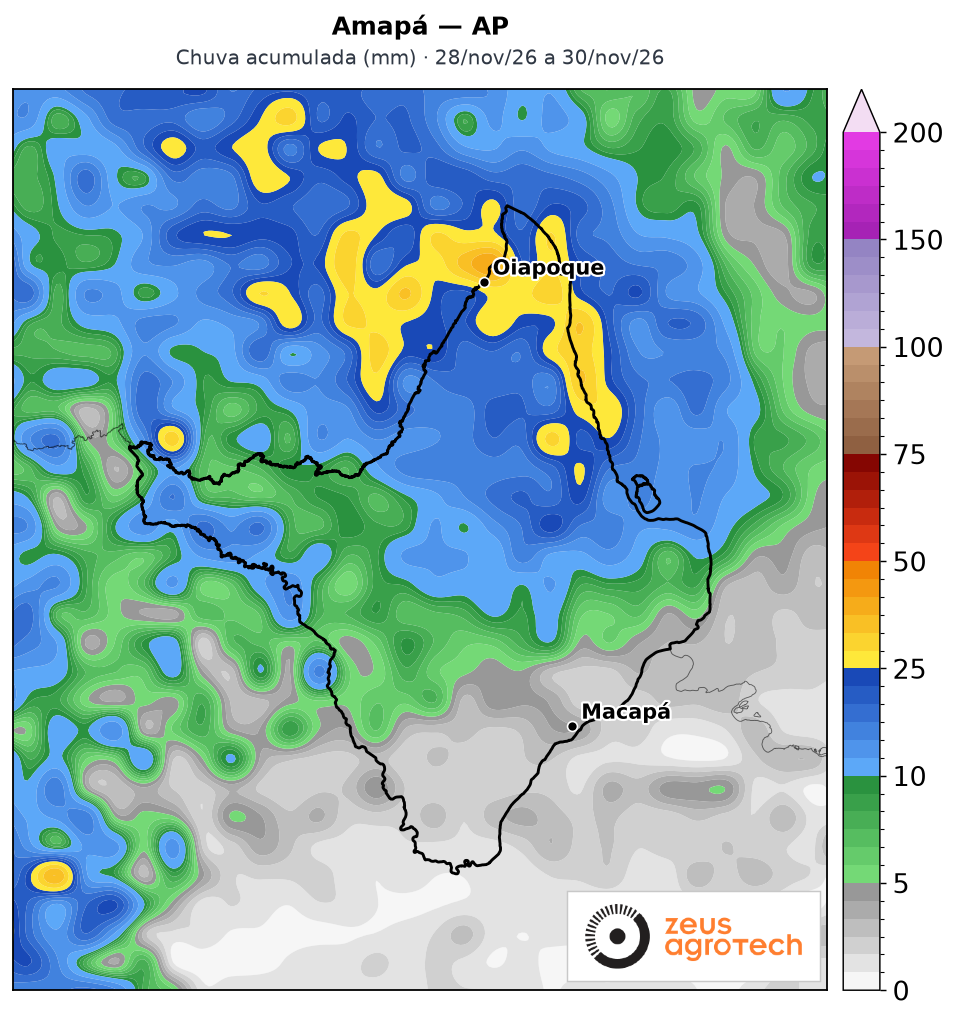 Amapá — AP
Chuva acumulada (mm) · 28/nov/26 a 30/nov/26
200
150
100
75
50
25
10
5
0
Oiapoque
Macapá
zeus
agrotech